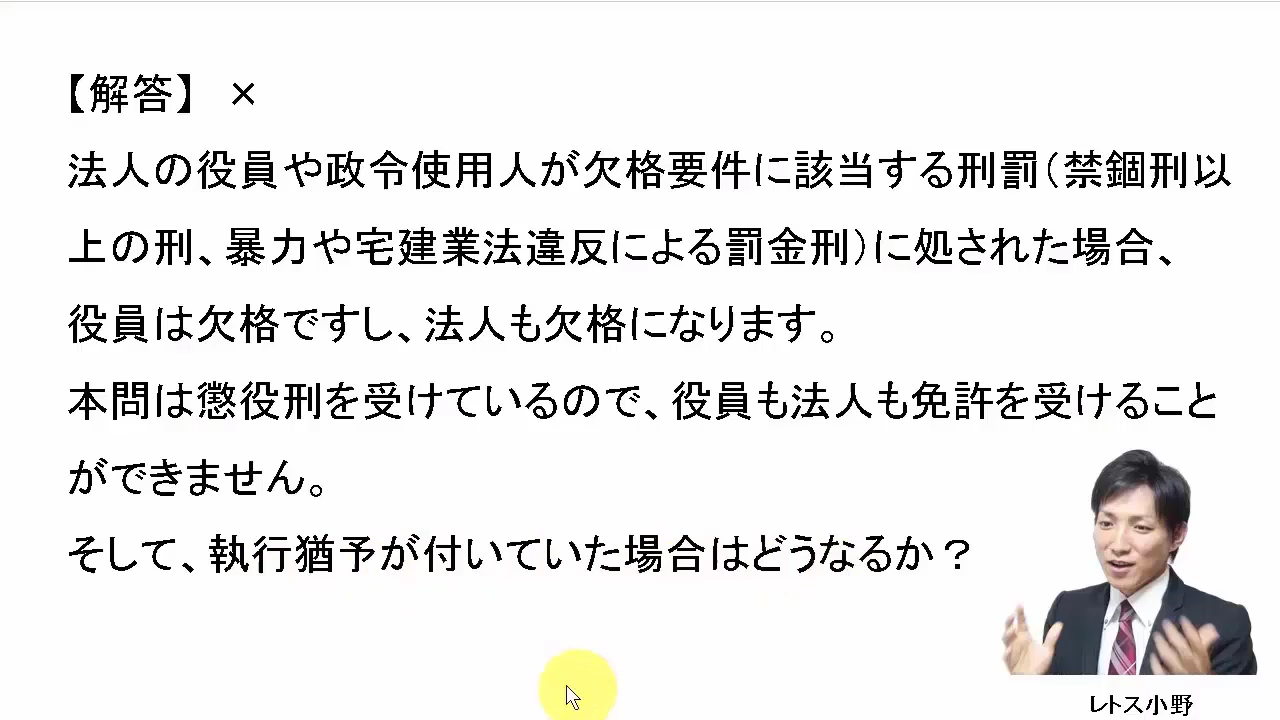 【解答】 ×
法人の役員や政令使用人が欠格要件に該当する刑罰（禁錮刑以
上の刑、暴力や宅建業法違反による罰金刑）に処された場合、
役員は欠格ですし、法人も欠格になります。
本問は懲役刑を受けているので、役員も法人も免許を受けること
ができません。
そして、執行猶予が付いていた場合はどうなるか？
レトス小野